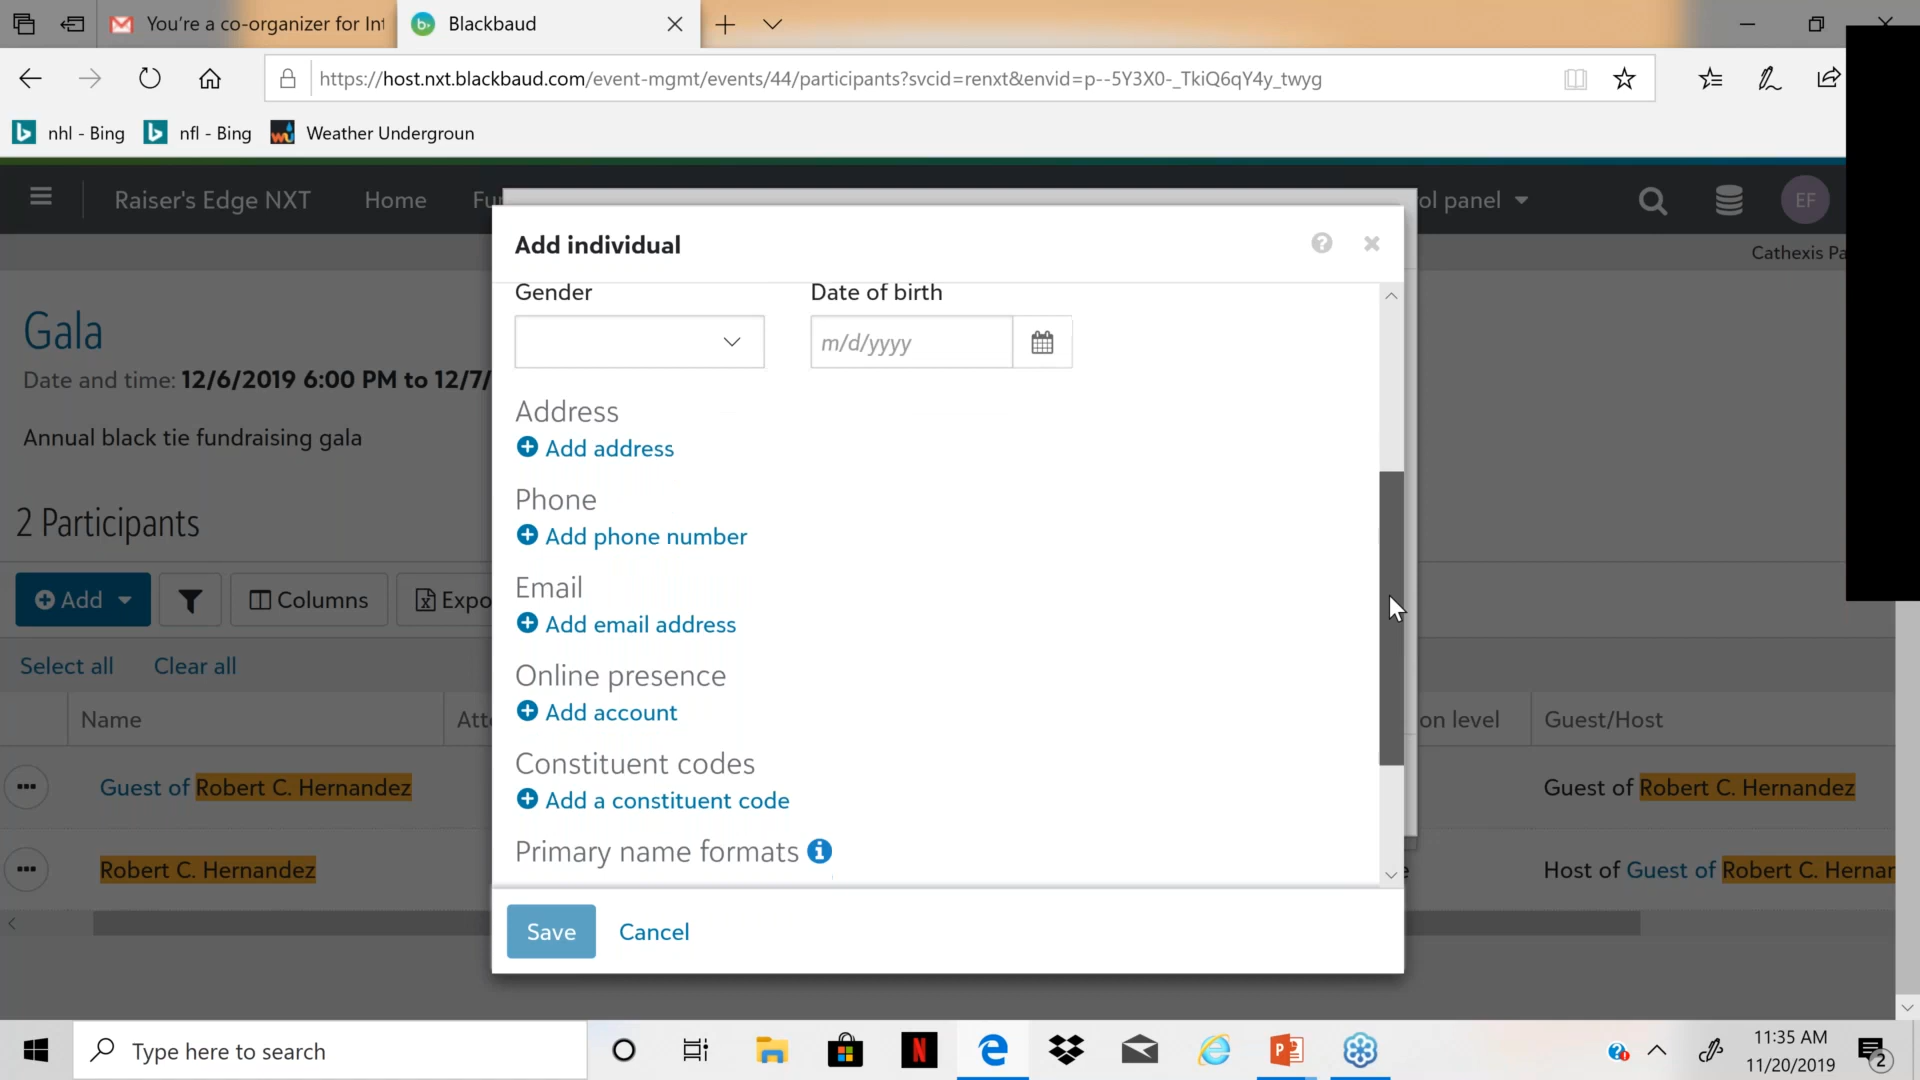 You're a co-organizer for Int
Blackbaud
https://host.nxt.blackbaud.com/event-mgmt/events/44/participants?svcid=renxt&envid=p--5Y3X0-_TkiQ6qY4y_twyg
nhl - Bing
nfl - Bing
Weather Undergroun
Raiser's Edge NXT
Home
Fu
ol panel
EF
Cathexis Pa
Add individual
Gender
Date of birth
m/d/yyyy
Gala
Date and time: 12/6/2019 6:00 PM to 12/7/
Annual black tie fundraising gala
Address
Add address
Phone
Add phone number
2 Participants
Email
Add email address
Add
Columns
Expo
Select all
Clear all
Online presence
Add account
Name
Atte
on level
Guest/Host
Constituent codes
Add a constituent code
Guest of Robert C. Hernandez
Guest of Robert C. Hernandez
Primary name formats
Robert C. Hernandez
e
Host of Guest of Robert C. Hernar
Save
Cancel
Type here to search
11:35 AM
11/20/2019
2